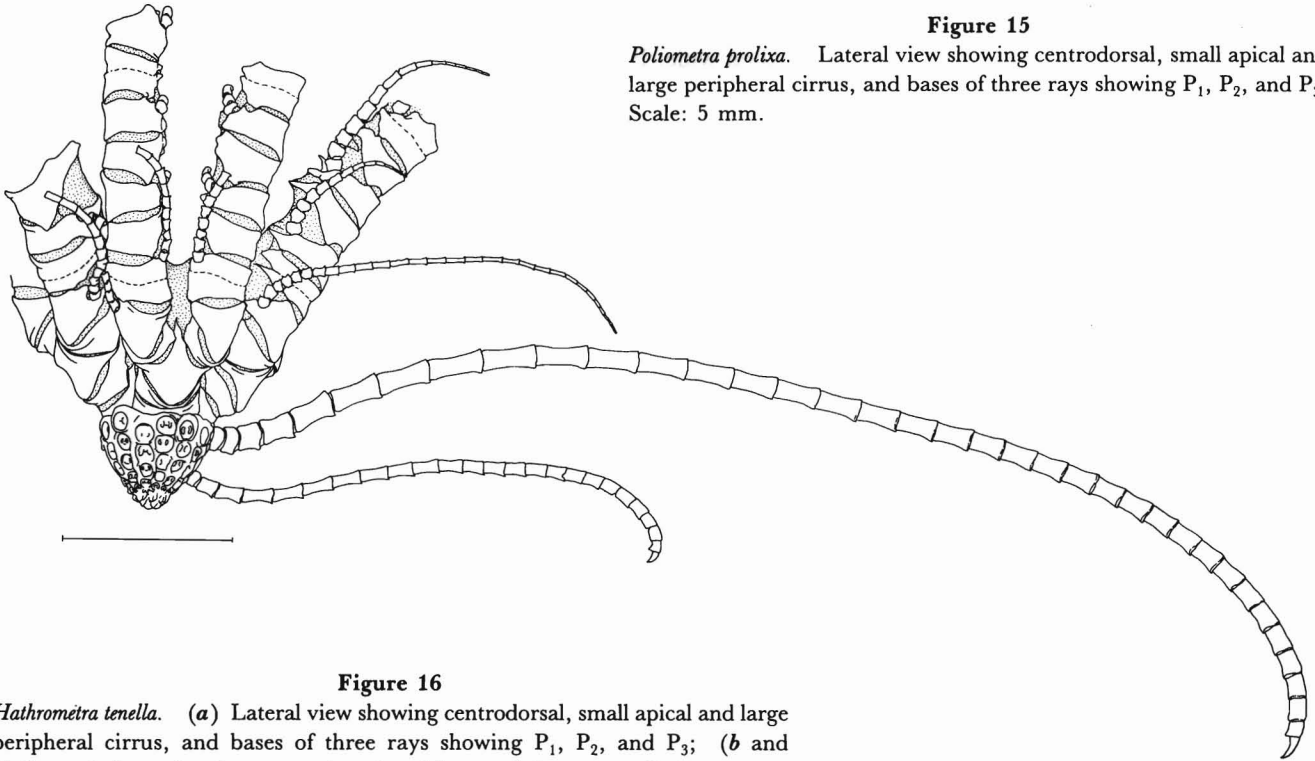 Figure 15
Poliometra prolixa. Lateral view showing centrodorsal, small apical
large peripheral cirrus, and bases of three rays showing P₁, P₂, and
Scale: 5 mm.
Figure 16
Hathrometra tenella. (a) Lateral view showing centrodorsal, small apical and large
peripheral cirrus, and bases of three rays showing P₁, P₂, and P₃; (b and